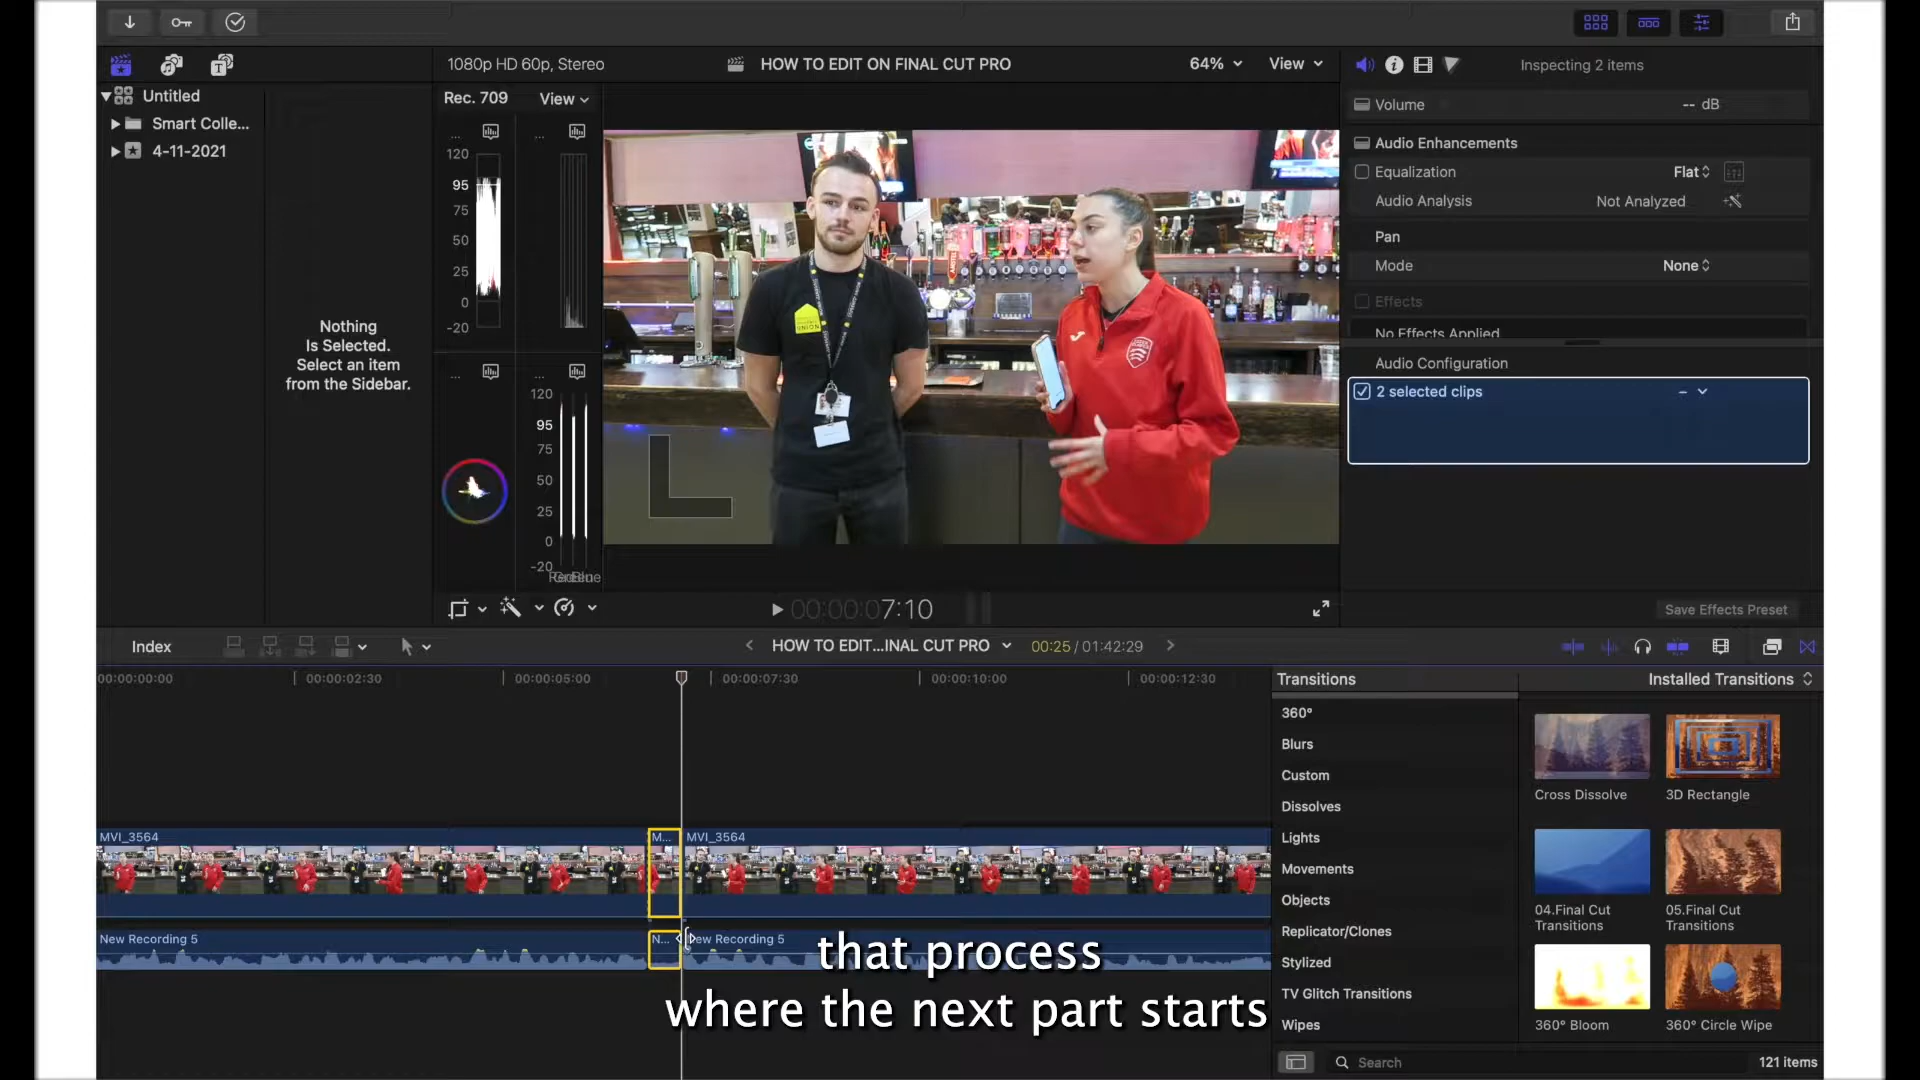 1080p HD 60p, Stereo
HOW TO EDIT ON FINAL CUT PRO
64%
View
Inspecting 2 items
Untitled
Smart Colle...
4-11-2021
Nothing
Is Selected.
Select an item
from the Sidebar.
Rec. 709
View
...
...
120
95
75
50
25
0
-20
...
...
120
95
75
50
25
0
-20
UNION
Volume
-- dB
Audio Enhancements
Equalization
Flat
Audio Analysis
Not Analyzed
Pan
Mode
None
Effects
No Effects Applied
Audio Configuration
2 selected clips
–
Save Effects Preset
00:00:07:10
Index
HOW TO EDIT...INAL CUT PRO
00:25 / 01:42:29
00:00:00:00
00:00:02:30
00:00:05:00
00:00:07:30
00:00:10:00
00:00:12:30
MVI_3564
M...
MVI_3564
New Recording 5
N...
ew Recording 5
that process
where the next part starts
Transitions
Installed Transitions
360°
Blurs
Custom
Dissolves
Lights
Movements
Objects
Replicator/Clones
Stylized
TV Glitch Transitions
Wipes
Cross Dissolve
3D Rectangle
04.Final Cut
Transitions
05.Final Cut
Transitions
360° Bloom
360° Circle Wipe
Search
121 items